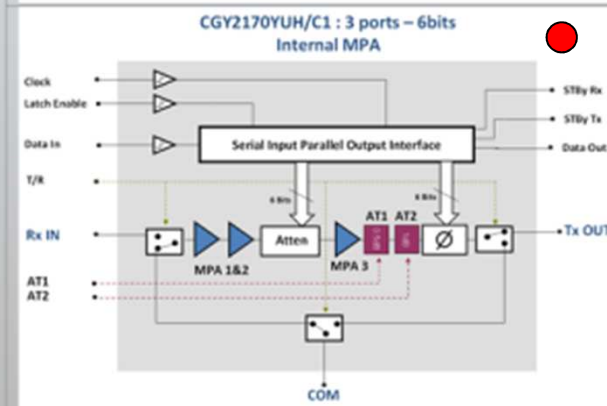 CGY2170YUH/C1 : 3 ports – 6bits
Internal MPA
Clock
Latch Enable
Data In
T/R
Rx IN
AT1
AT2
STBy Rx
STBy Tx
Data Out
Tx OUT
Serial Input Parallel Output Interface
6 Bits
6 Bits
AT1 AT2
Atten
Ø
MPA 1&2
MPA 3
COM